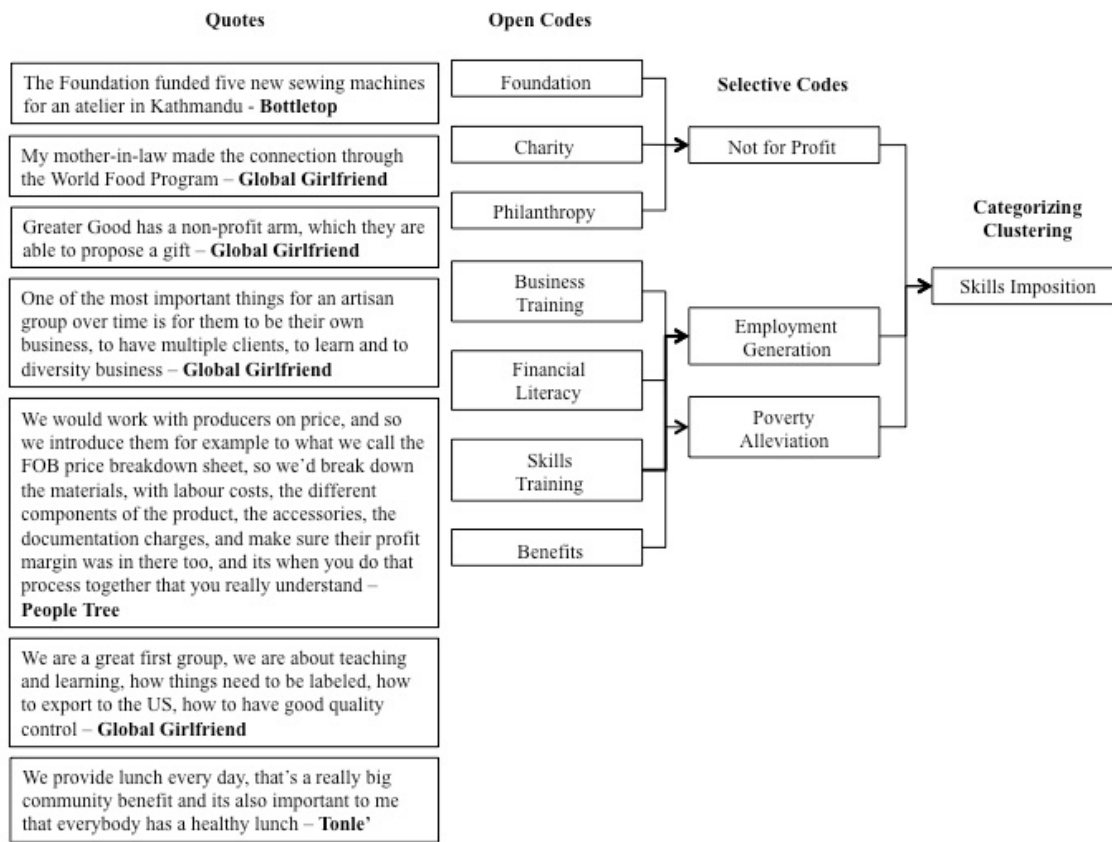 Quotes
The Foundation funded five new sewing machines
for an atelier in Kathmandu - Bottletop
My mother-in-law made the connection through
the World Food Program – Global Girlfriend
Greater Good has a non-profit arm, which they are
able to propose a gift – Global Girlfriend
One of the most important things for an artisan
group over time is for them to be their own
business, to have multiple clients, to learn and to
diversity business – Global Girlfriend
We would work with producers on price, and so
we introduce them for example to what we call the
FOB price breakdown sheet, so we’d break down
the materials, with labour costs, the different
components of the product, the accessories, the
documentation charges, and make sure their profit
margin was in there too, and its when you do that
process together that you really understand –
People Tree
We are a great first group, we are about teaching
and learning, how things need to be labeled, how
to export to the US, how to have good quality
control – Global Girlfriend
We provide lunch every day, that’s a really big
community benefit and its also important to me
that everybody has a healthy lunch – Tonle’
Open Codes
Foundation
Charity
Philanthropy
Business
Training
Financial
Literacy
Skills
Training
Benefits
Selective Codes
Not for Profit
Employment
Generation
Poverty
Alleviation
Categorizing
Clustering
Skills Imposition